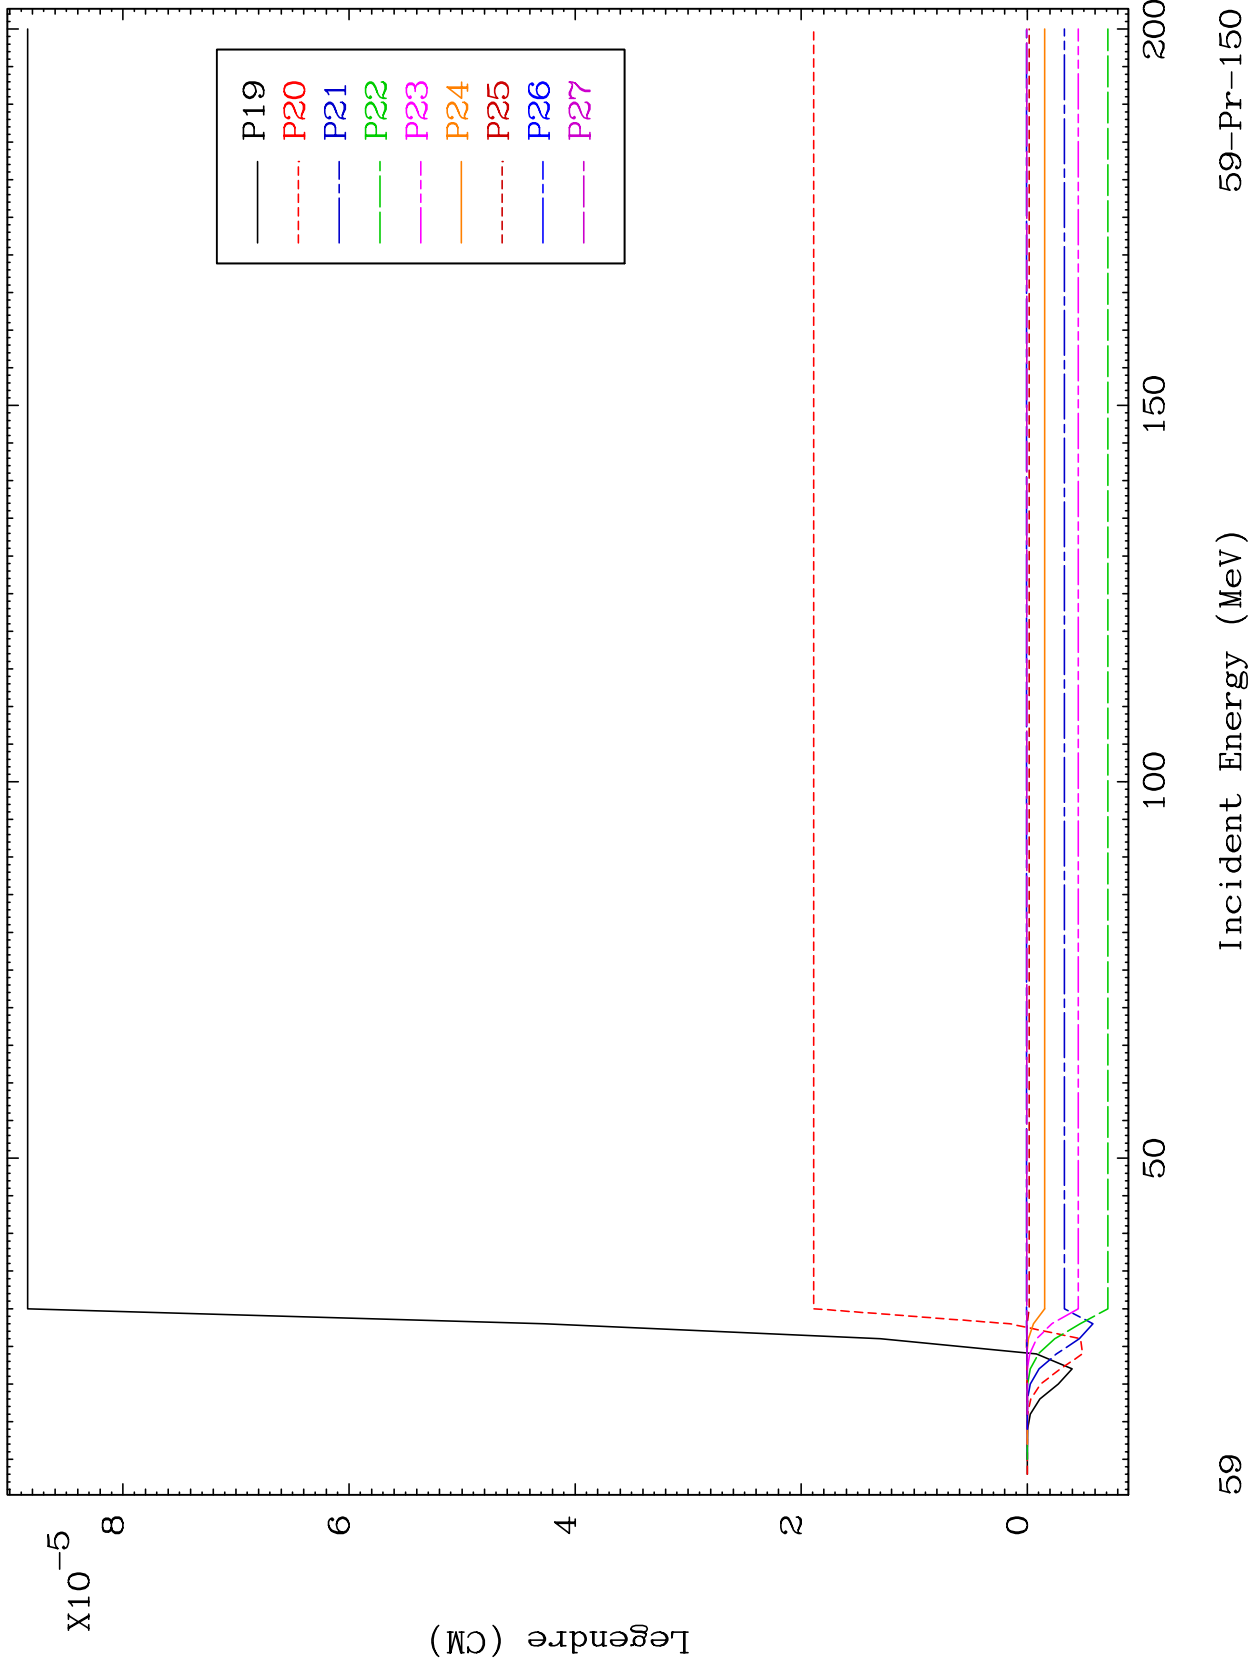 X10-5
8
6
4
2
0
Legendre (CM)
P19
P20
P21
P22
P23
P24
P25
P26
P27
50
100
150
200
Incident Energy (MeV)
59
59-Pr-150